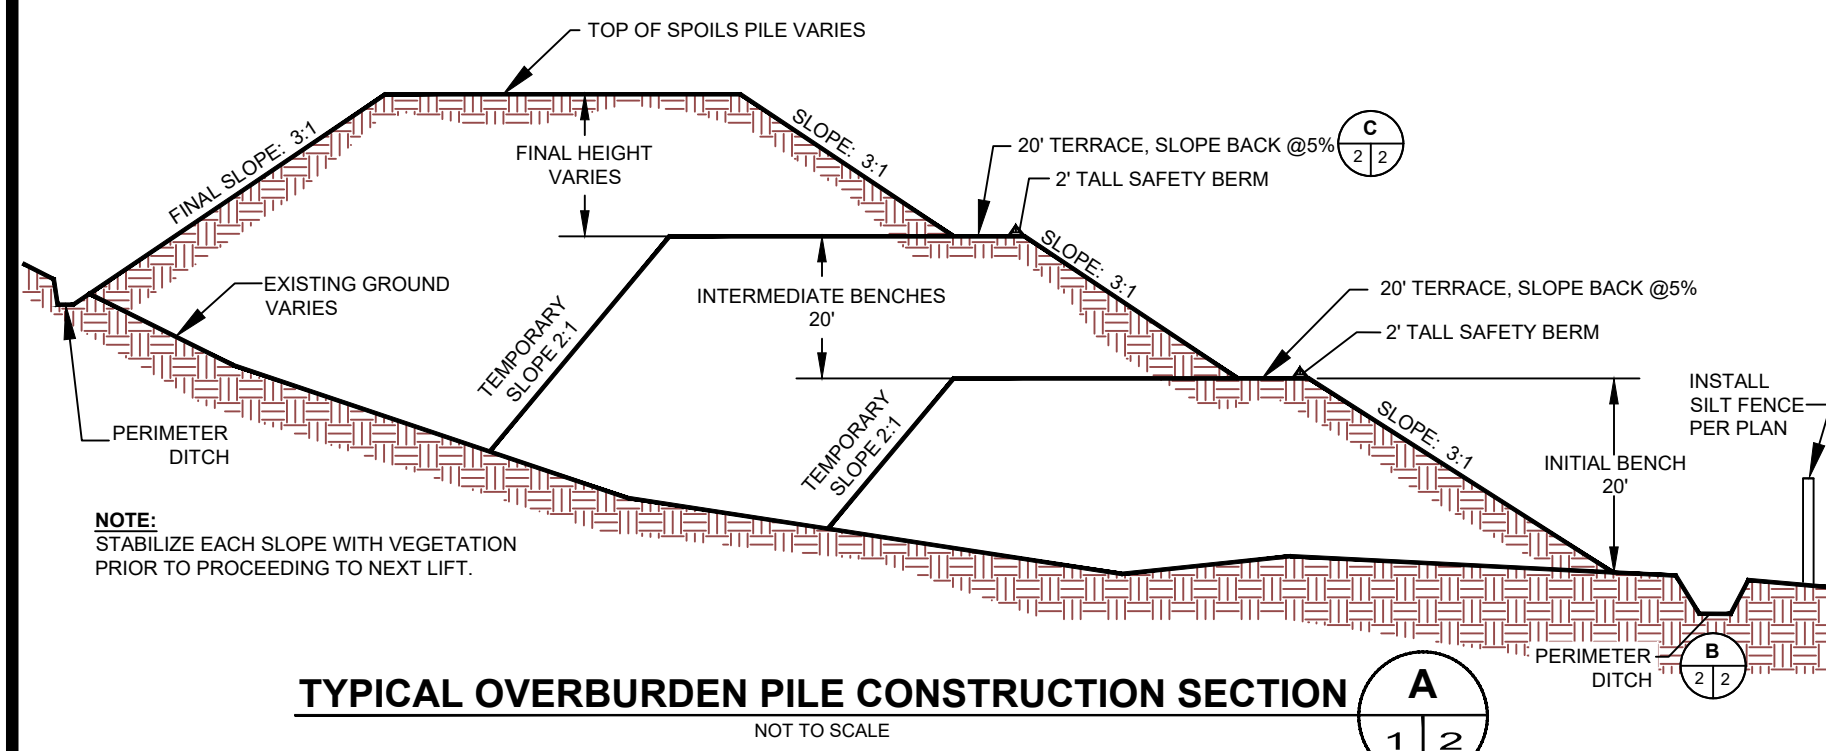 TOP OF SPOILS PILE VARIES
FINAL SLOPE: 3:1
FINAL HEIGHT
VARIES
SLOPE: 3:1
20' TERRACE, SLOPE BACK @5%
C
2 2
2' TALL SAFETY BERM
SLOPE: 3:1
EXISTING GROUND
VARIES
INTERMEDIATE BENCHES
20'
20' TERRACE, SLOPE BACK @5%
2' TALL SAFETY BERM
TEMPORARY
SLOPE 2:1
TEMPORARY
SLOPE 2:1
SLOPE: 3:1
INSTALL
SILT FENCE
PER PLAN
PERIMETER
DITCH
INITIAL BENCH
20'
NOTE:
STABILIZE EACH SLOPE WITH VEGETATION
PRIOR TO PROCEEDING TO NEXT LIFT.
PERIMETER
DITCH
B
2 2
TYPICAL OVERBURDEN PILE CONSTRUCTION SECTION
NOT TO SCALE
A
1 2